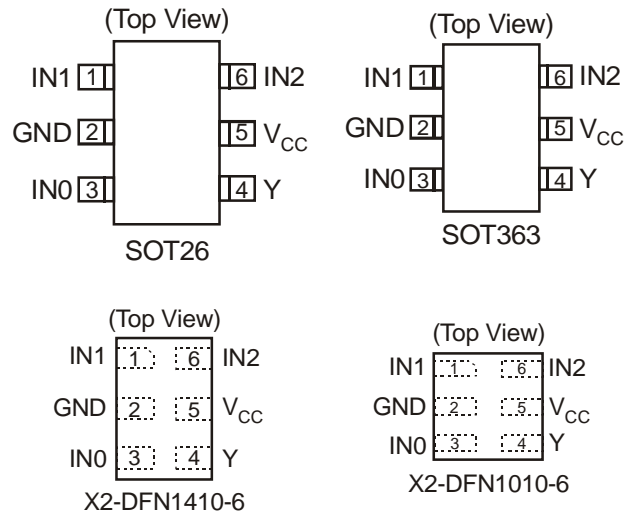 (Top View)
IN1 1 6 IN2
GND 2 5 VCC
IN0 3 4 Y
SOT26
(Top View)
IN1 1 6 IN2
GND 2 5 VCC
IN0 3 4 Y
SOT363
(Top View)
IN1 1 6 IN2
GND 2 5 VCC
IN0 3 4 Y
X2-DFN1410-6
(Top View)
IN1 1 6 IN2
GND 2 5 VCC
IN0 3 4 Y
X2-DFN1010-6